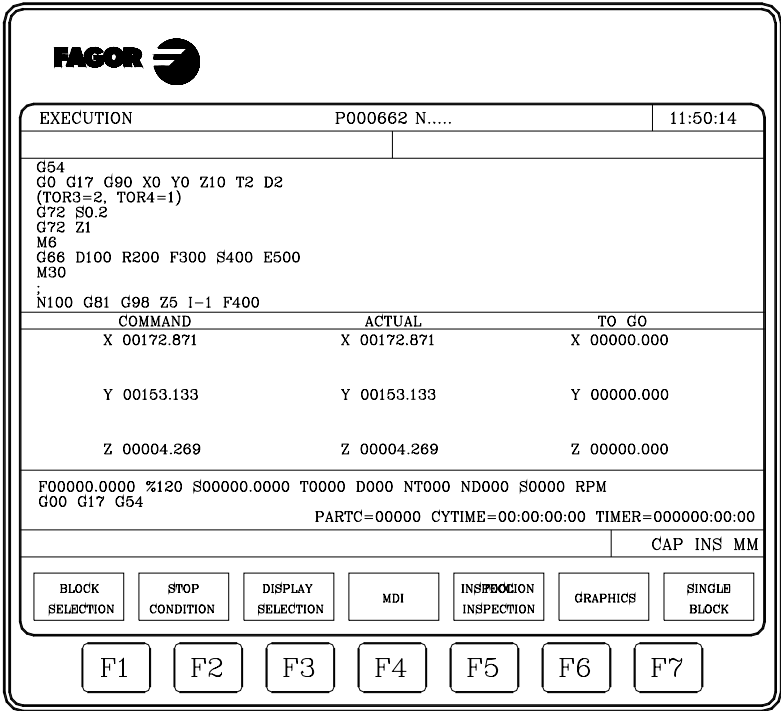 FAGOR
EXECUTION P000662 N..... 11:50:14
G54
G0 G17 G90 X0 Y0 Z10 T2 D2
(TOR3=2, TOR4=1)
G72 S0.2
G72 Z1
M6
G66 D100 R200 F300 S400 E500
M30
;
N100 G81 G98 Z5 I-1 F400
COMMAND ACTUAL TO GO
X 00172.871 X 00172.871 X 00000.000
Y 00153.133 Y 00153.133 Y 00000.000
Z 00004.269 Z 00004.269 Z 00000.000
F00000.0000 %120 S00000.0000 T0000 D000 NT000 ND000 S0000 RPM
G00 G17 G54
PARTC=00000 CYTIME=00:00:00:00 TIMER=000000:00:00
CAP INS MM
BLOCK SELECTION
STOP CONDITION
DISPLAY SELECTION
MDI
INSPECTION
GRAPHICS
SINGLE BLOCK
F1 F2 F3 F4 F5 F6 F7